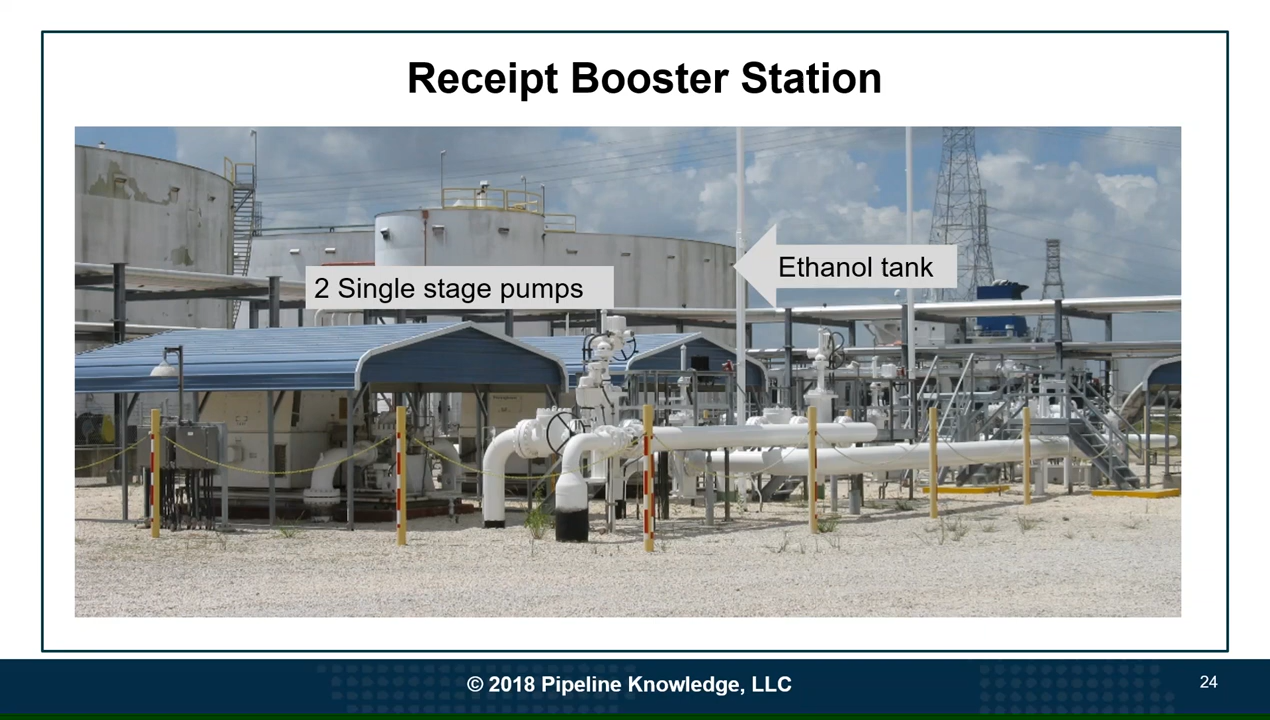 Receipt Booster Station
Ethanol tank
2 Single stage pumps
© 2018 Pipeline Knowledge, LLC
24